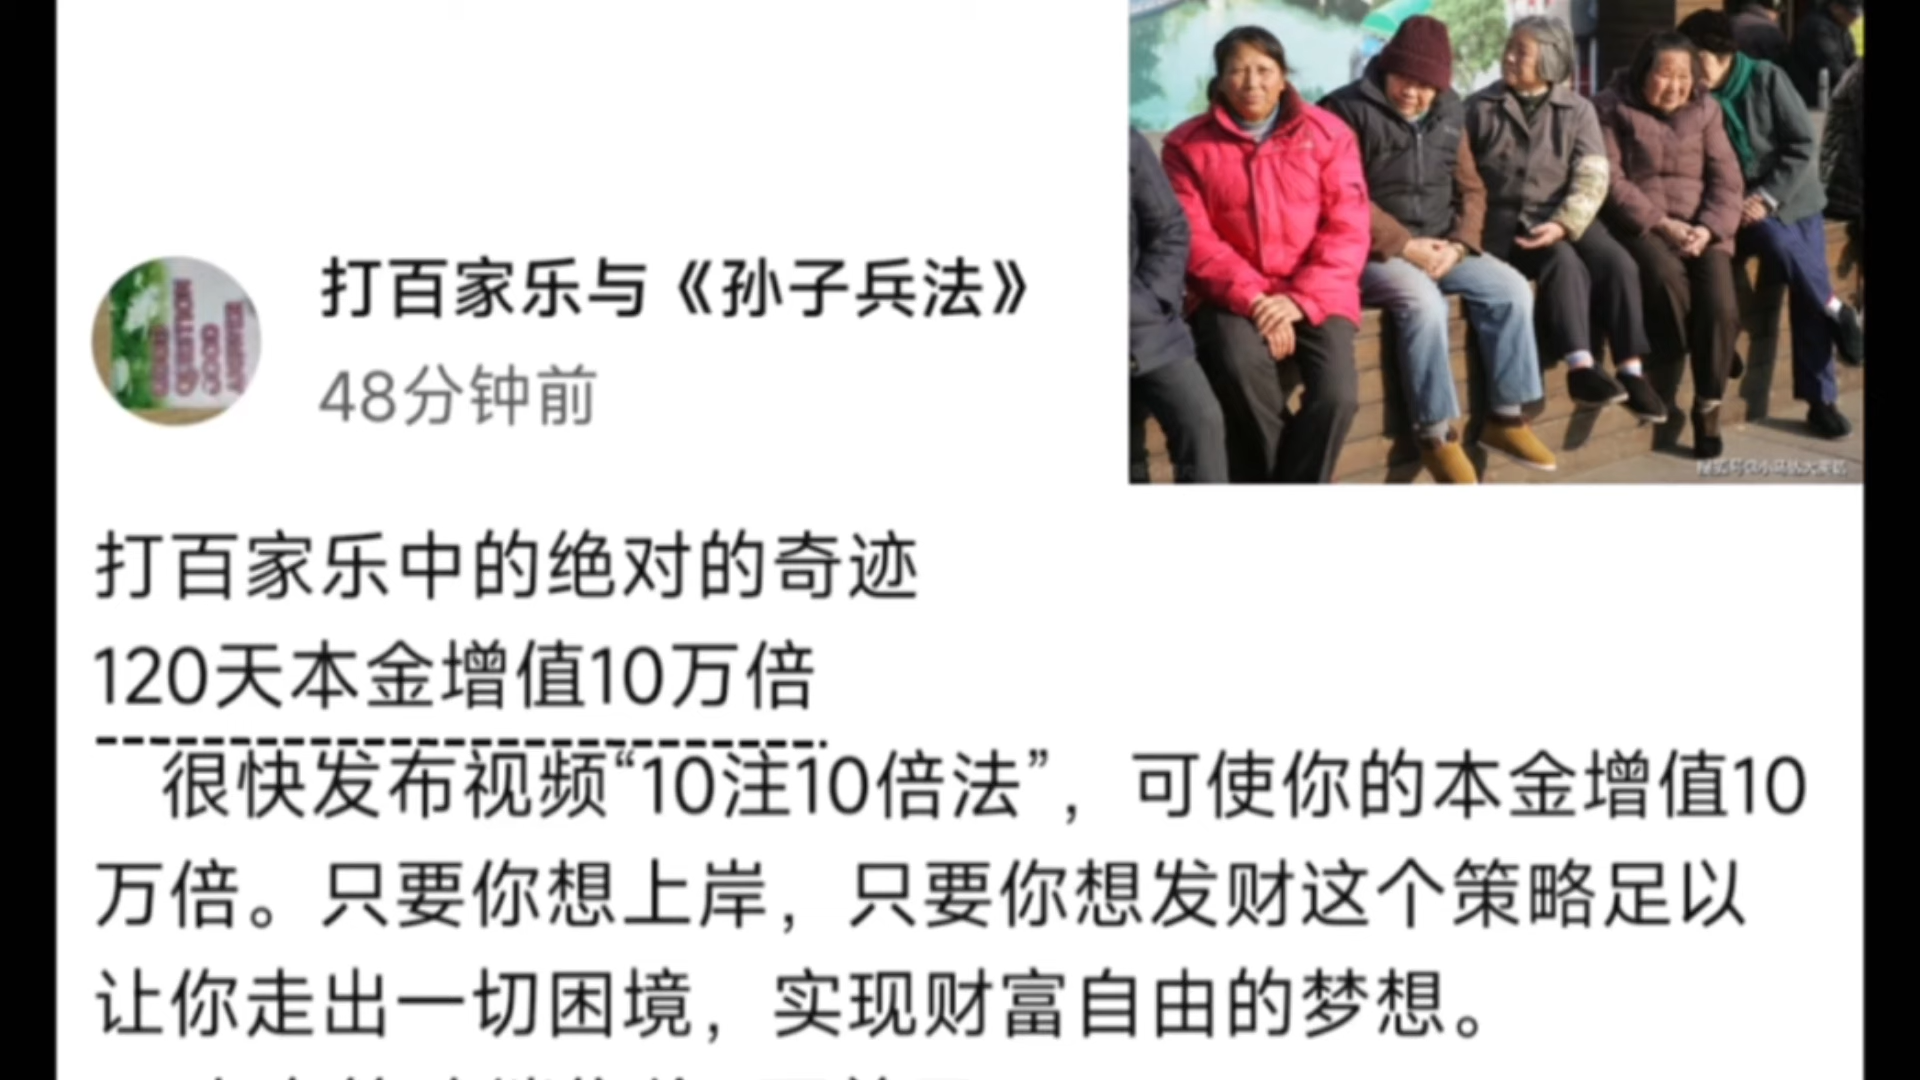 打百家乐与《孙子兵法》
48分钟前
打百家乐中的绝对的奇迹
120天本金增值10万倍
很快发布视频“10注10倍法”，可使你的本金增值10
万倍。只要你想上岸，只要你想发财这个策略足以
让你走出一切困境，实现财富自由的梦想。